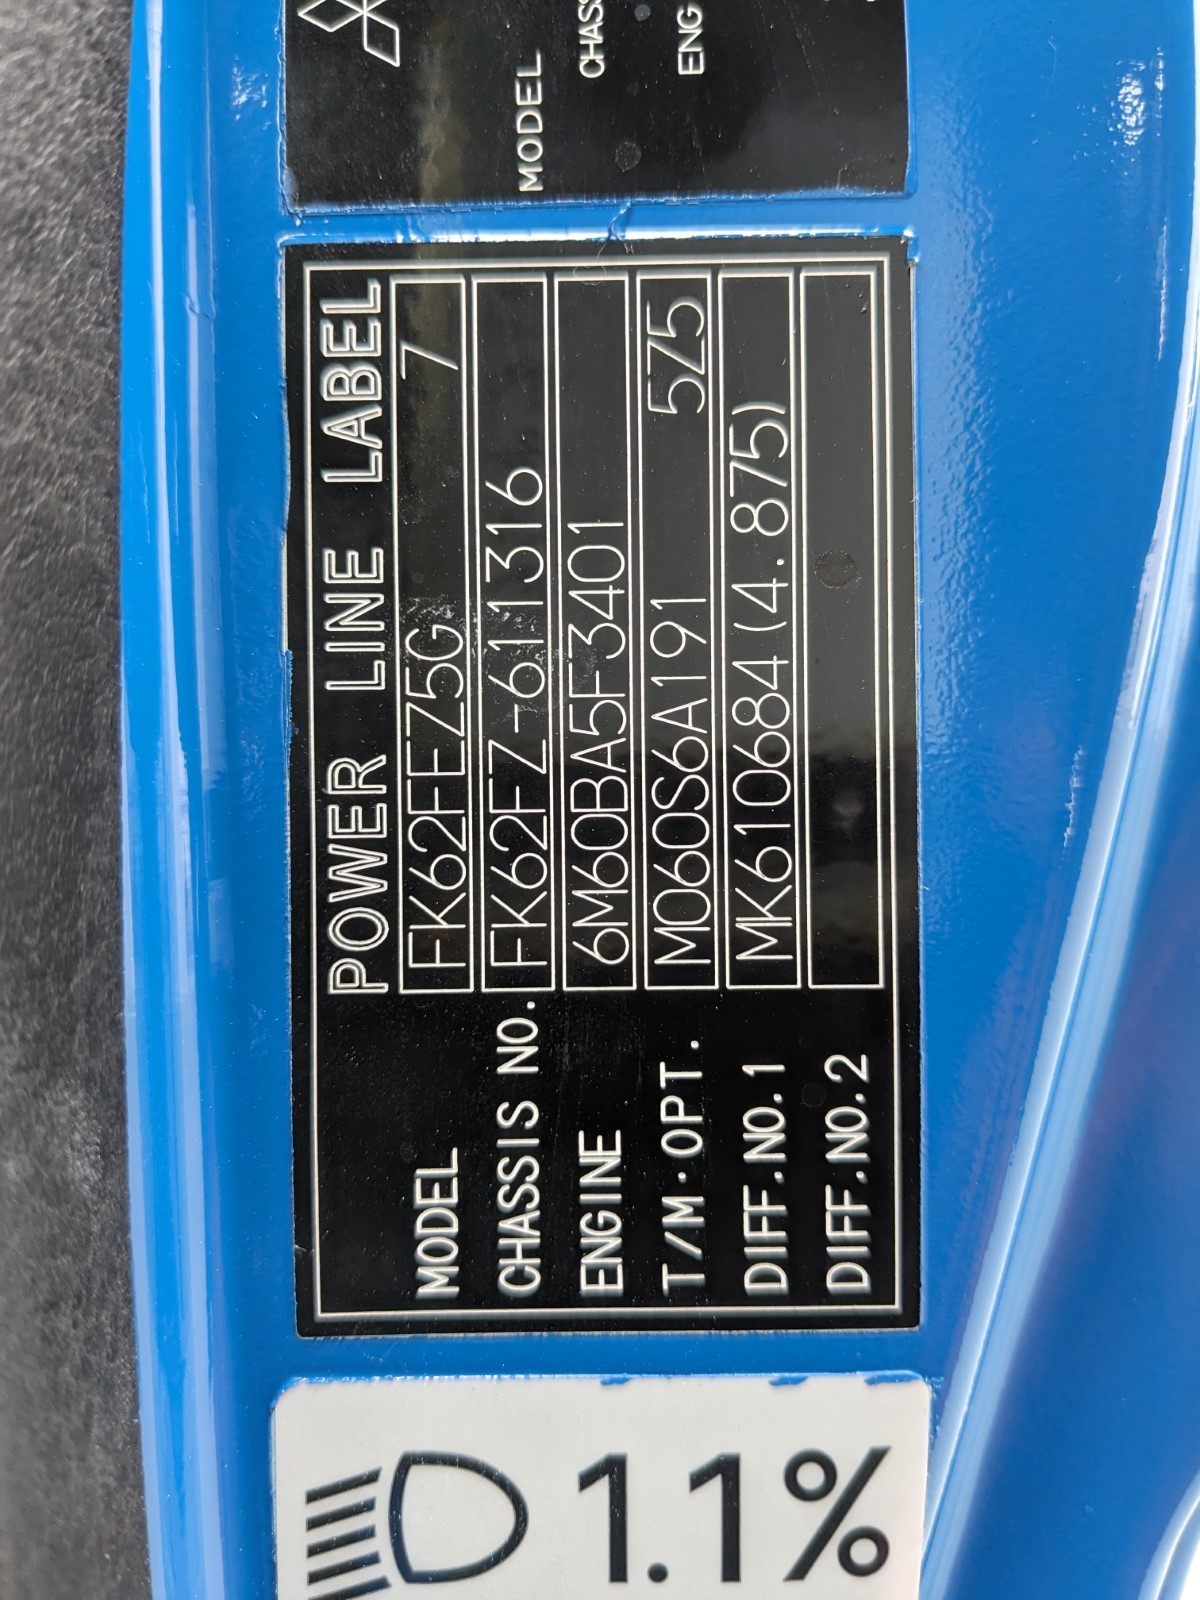 1.1%
POWER LINE LABEL
MODEL FK62FEZ5G 7
CHASSIS NO. FK62FZ-611316
ENGINE 6M60BA5F3401
T/M·OPT. M060S6A191 5Z5
DIFF.NO.1 MK610684(4.875)
DIFF.NO.2
MODEL
CHASS
ENG